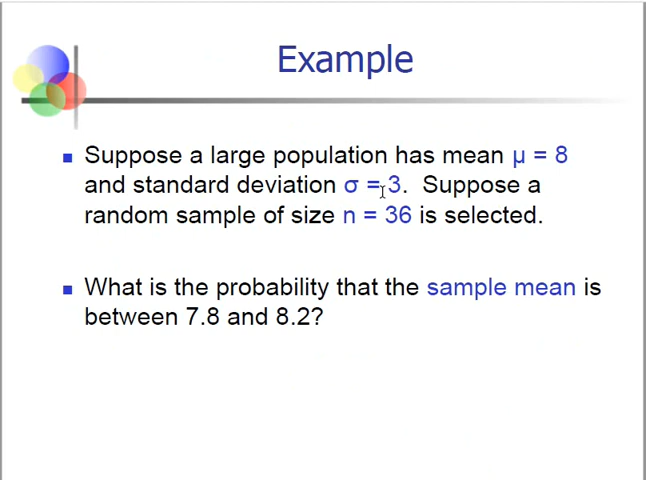 Example
Suppose a large population has mean μ = 8
and standard deviation σ = 3. Suppose a
random sample of size n = 36 is selected.
What is the probability that the sample mean is
between 7.8 and 8.2?